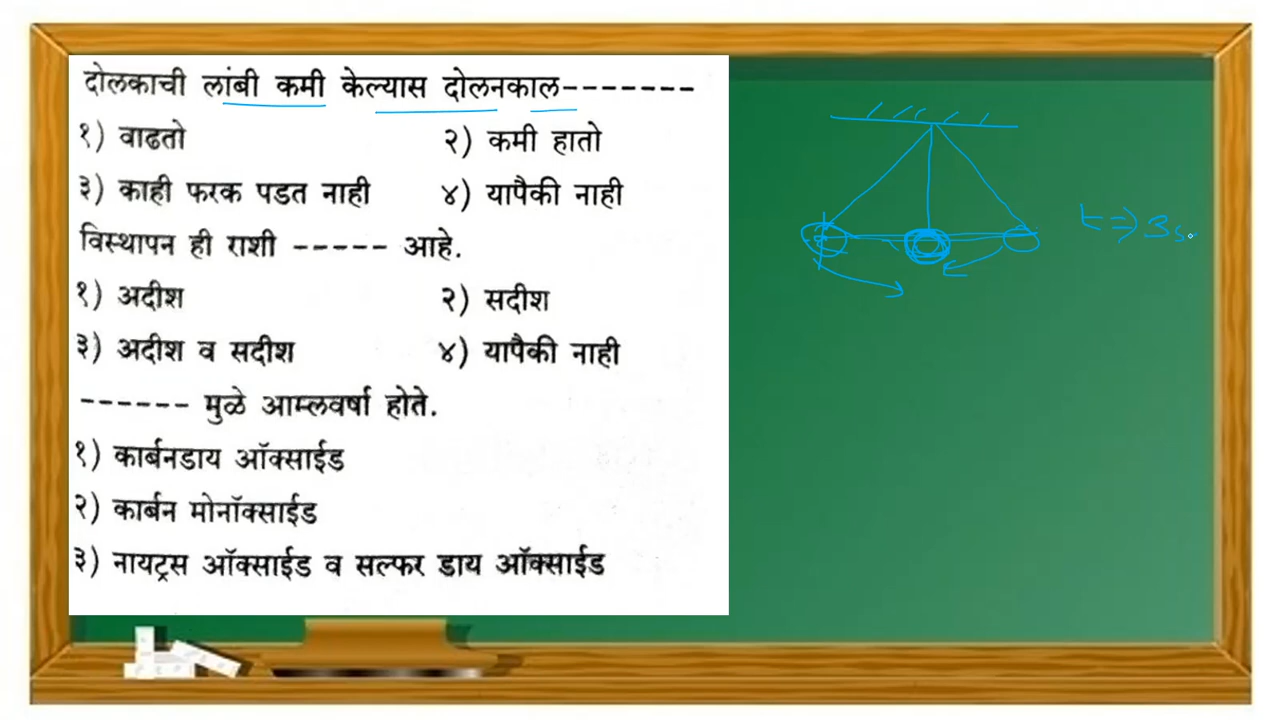 दोलकाची लांबी कमी केल्यास दोलनकाल-------
१) वाढतो २) कमी हातो
३) काही फरक पडत नाही ४) यापैकी नाही
विस्थापन ही राशी ----- आहे.
१) अदीश २) सदीश
३) अदीश व सदीश ४) यापैकी नाही
------ मुळे आम्लवर्षा होते.
१) कार्बनडाय ऑक्साईड
२) कार्बन मोनॉक्साईड
३) नायट्रस ऑक्साईड व सल्फर डाय ऑक्साईड
t ⇒ 3 s